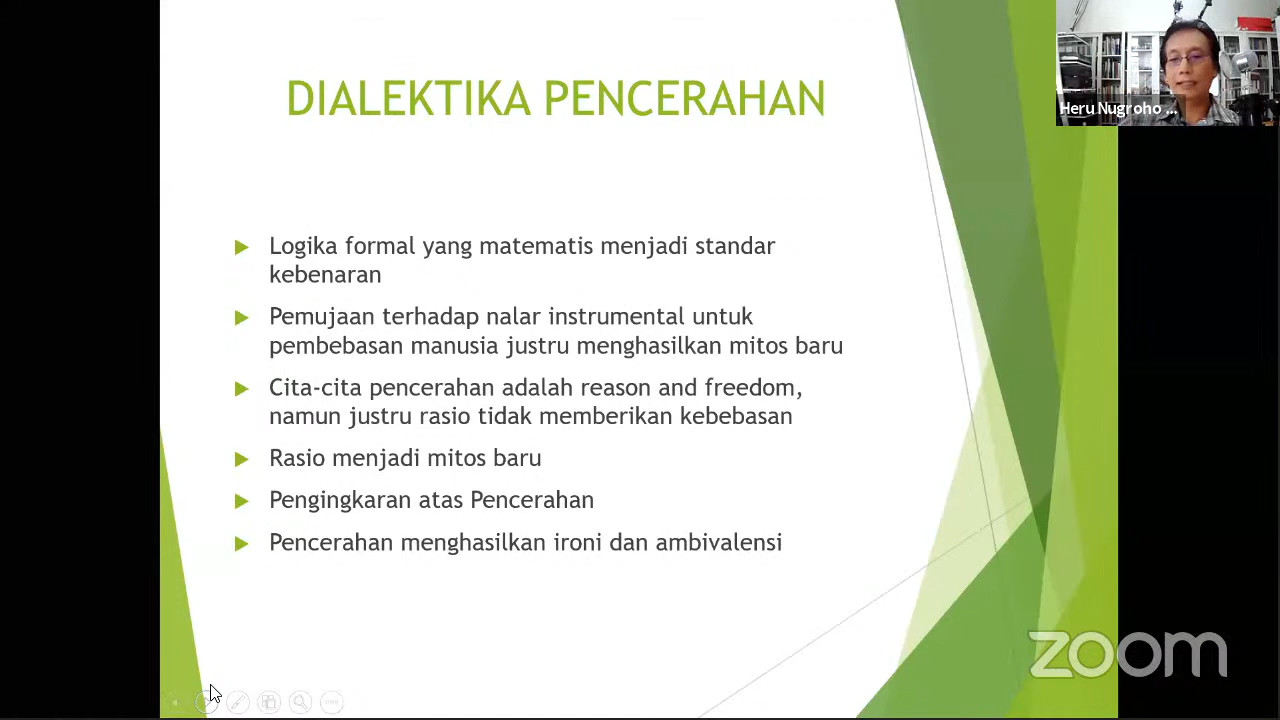 DIALEKTIKA PENCERAHAN
Heru Nugroho ...
Logika formal yang matematis menjadi standar
kebenaran
Pemujaan terhadap nalar instrumental untuk
pembebasan manusia justru menghasilkan mitos baru
Cita-cita pencerahan adalah reason and freedom,
namun justru rasio tidak memberikan kebebasan
Rasio menjadi mitos baru
Pengingkaran atas Pencerahan
Pencerahan menghasilkan ironi dan ambivalensi
zoom